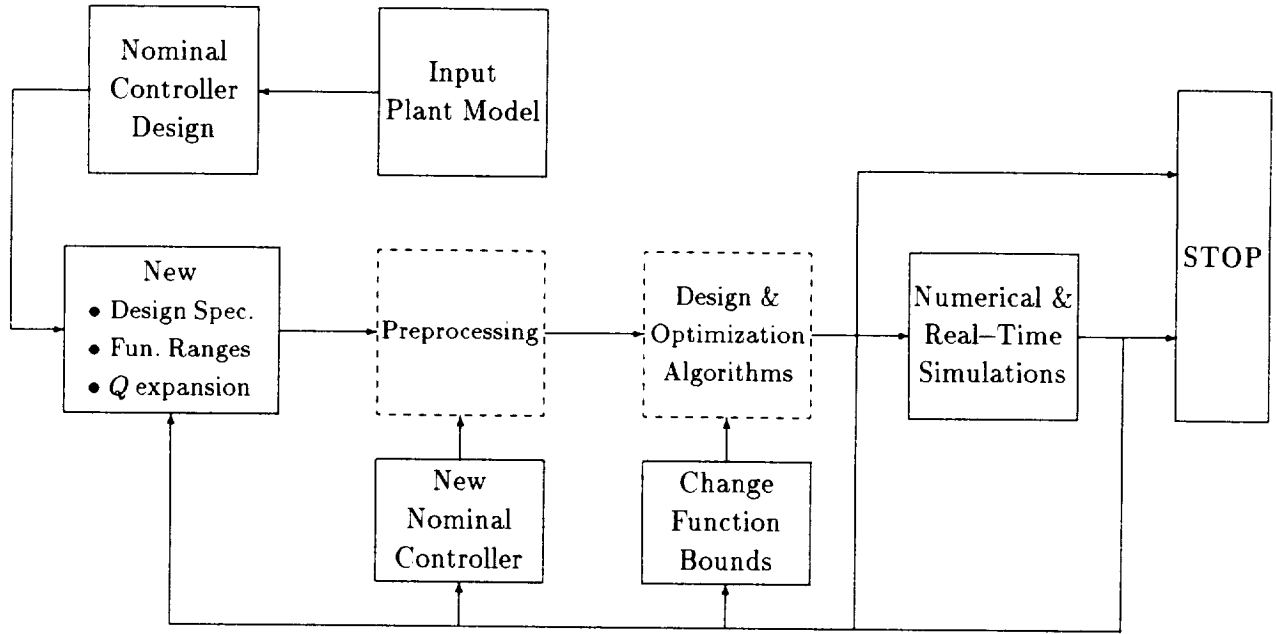 Nominal
Controller
Design
Input
Plant Model
New
• Design Spec.
• Fun. Ranges
• Q expansion
Preprocessing
Design &
Optimization
Algorithms
Numerical &
Real–Time
Simulations
STOP
New
Nominal
Controller
Change
Function
Bounds